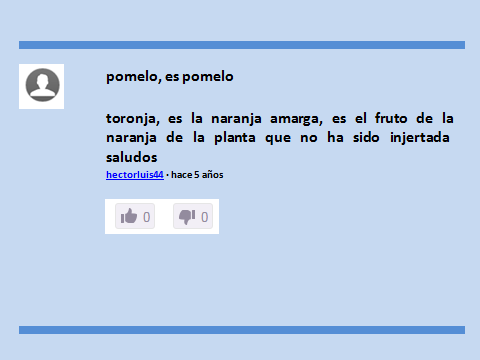 pomelo, es pomelo
toronja, es la naranja amarga, es el fruto de la
naranja de la planta que no ha sido injertada
saludos
hectorluis44 · hace 5 años
0 0